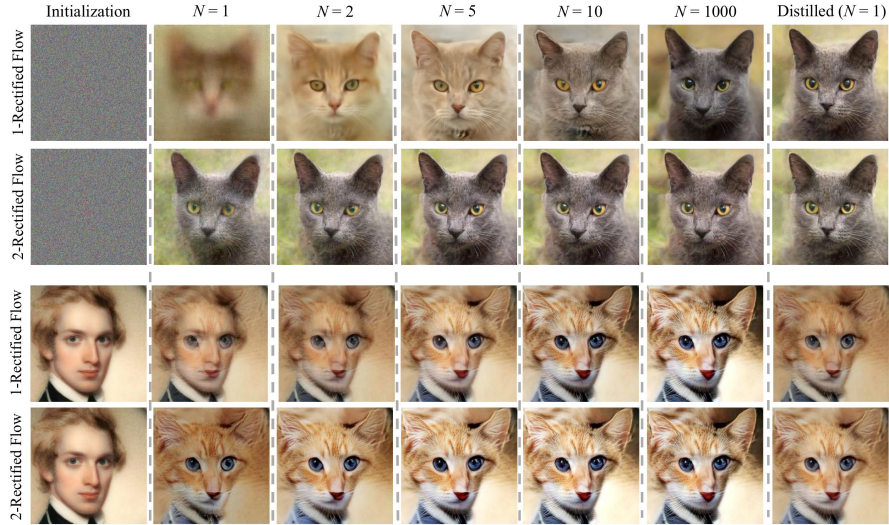 Initialization N = 1 N = 2 N = 5 N = 10 N = 1000 Distilled (N = 1)
1-Rectified Flow
2-Rectified Flow
1-Rectified Flow
2-Rectified Flow